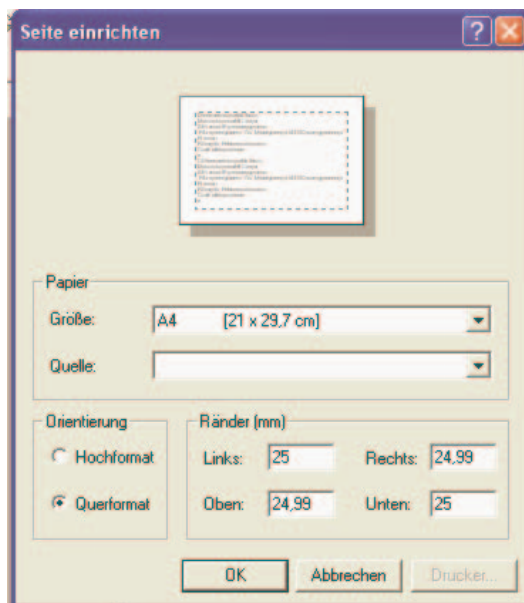 Seite einrichten
Papier
Größe: A4 [21 x 29,7 cm]
Quelle:
Orientierung
Hochformat
Querformat
Ränder (mm)
Links: 25 Rechts: 24,99
Oben: 24,99 Unten: 25
OK Abbrechen Drucker...